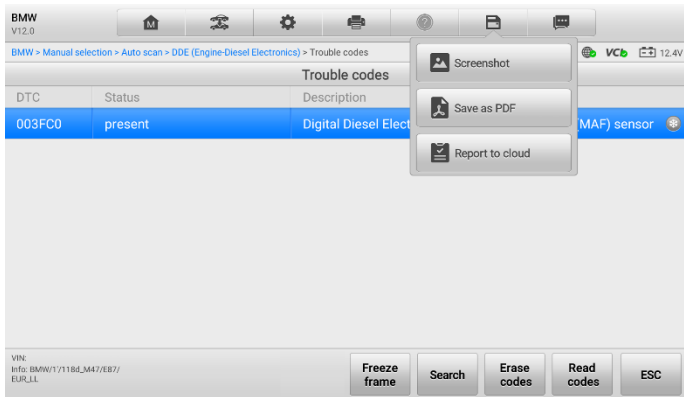 BMW
V12.0
M
?
BMW > Manual selection > Auto scan > DDE (Engine-Diesel Electronics) > Trouble codes
VCI
12.4V
Trouble codes
Screenshot
Save as PDF
Report to cloud
DTC Status Description
003FC0 present Digital Diesel Elect (MAF) sensor
VIN:
Info: BMW/1'/118d_M47/E87/
EUR_LL
Freeze frame
Search
Erase codes
Read codes
ESC